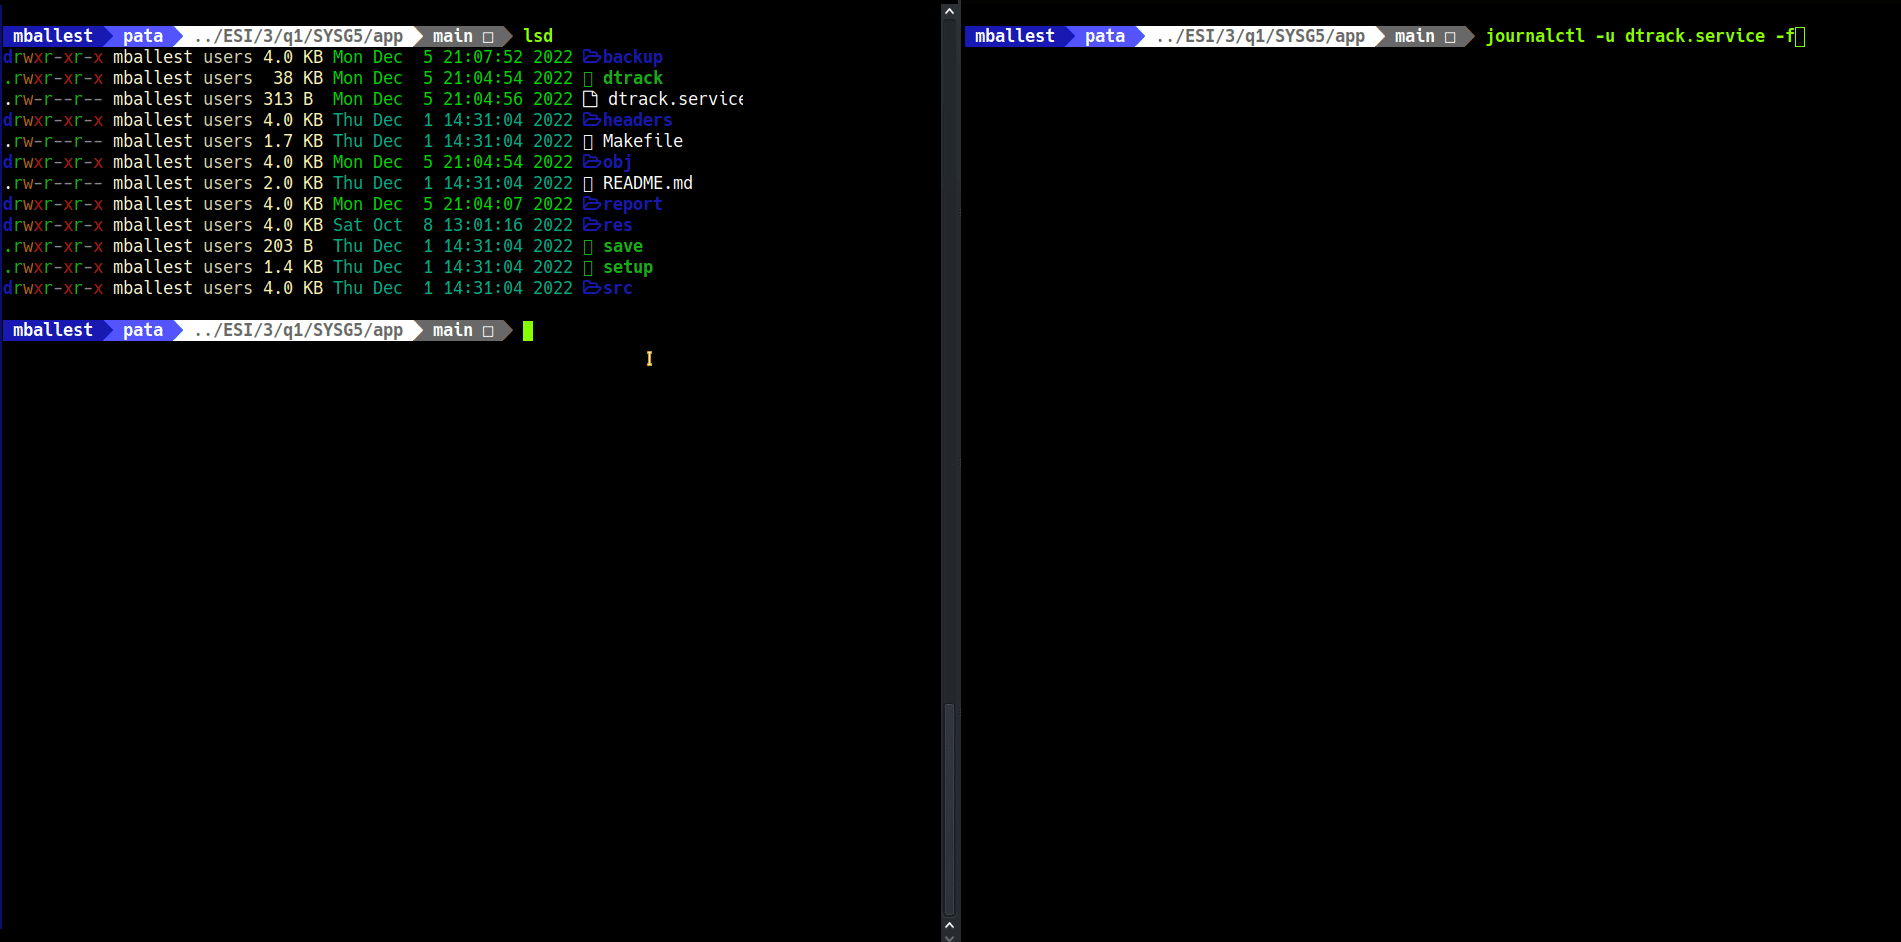 mballest pata ../ESI/3/q1/SYSG5/app main □ lsd
drwxr-xr-x mballest users 4.0 KB Mon Dec  5 21:07:52 2022 backup
.rwxr-xr-x mballest users  38 KB Mon Dec  5 21:04:54 2022 dtrack
.rw-r--r-- mballest users 313 B  Mon Dec  5 21:04:56 2022 dtrack.service
drwxr-xr-x mballest users 4.0 KB Thu Dec  1 14:31:04 2022 headers
.rw-r--r-- mballest users 1.7 KB Thu Dec  1 14:31:04 2022 Makefile
drwxr-xr-x mballest users 4.0 KB Mon Dec  5 21:04:54 2022 obj
.rw-r--r-- mballest users 2.0 KB Thu Dec  1 14:31:04 2022 README.md
drwxr-xr-x mballest users 4.0 KB Mon Dec  5 21:04:07 2022 report
drwxr-xr-x mballest users 4.0 KB Sat Oct  8 13:01:16 2022 res
.rwxr-xr-x mballest users 203 B  Thu Dec  1 14:31:04 2022 save
.rwxr-xr-x mballest users 1.4 KB Thu Dec  1 14:31:04 2022 setup
drwxr-xr-x mballest users 4.0 KB Thu Dec  1 14:31:04 2022 src
mballest pata ../ESI/3/q1/SYSG5/app main □
mballest pata ../ESI/3/q1/SYSG5/app main □ journalctl -u dtrack.service -f